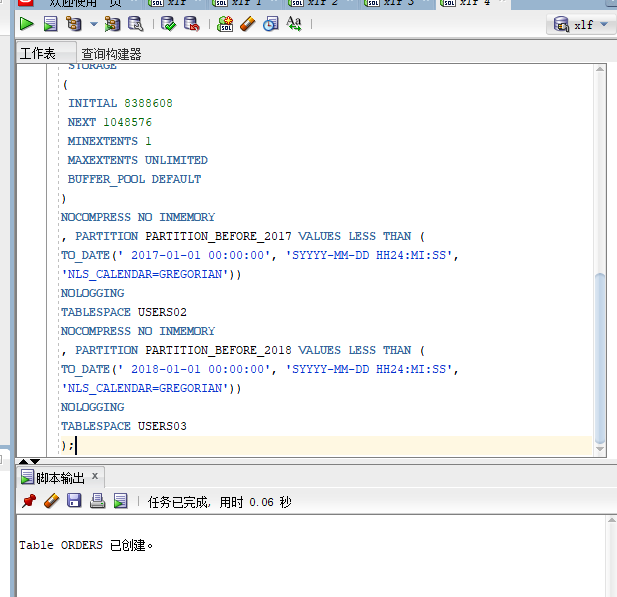 欢迎使用 页 xlf xlf 1 xlf 2 xlf 3 xlf 4
xlf
工作表 查询构建器
STORAGE
(
INITIAL 8388608
NEXT 1048576
MINEXTENTS 1
MAXEXTENTS UNLIMITED
BUFFER_POOL DEFAULT
)
NOCOMPRESS NO INMEMORY
, PARTITION PARTITION_BEFORE_2017 VALUES LESS THAN (
TO_DATE(' 2017-01-01 00:00:00', 'SYYYY-MM-DD HH24:MI:SS',
'NLS_CALENDAR=GREGORIAN'))
NOLOGGING
TABLESPACE USERS02
NOCOMPRESS NO INMEMORY
, PARTITION PARTITION_BEFORE_2018 VALUES LESS THAN (
TO_DATE(' 2018-01-01 00:00:00', 'SYYYY-MM-DD HH24:MI:SS',
'NLS_CALENDAR=GREGORIAN'))
NOLOGGING
TABLESPACE USERS03
);
脚本输出 x
任务已完成, 用时 0.06 秒
Table ORDERS 已创建。